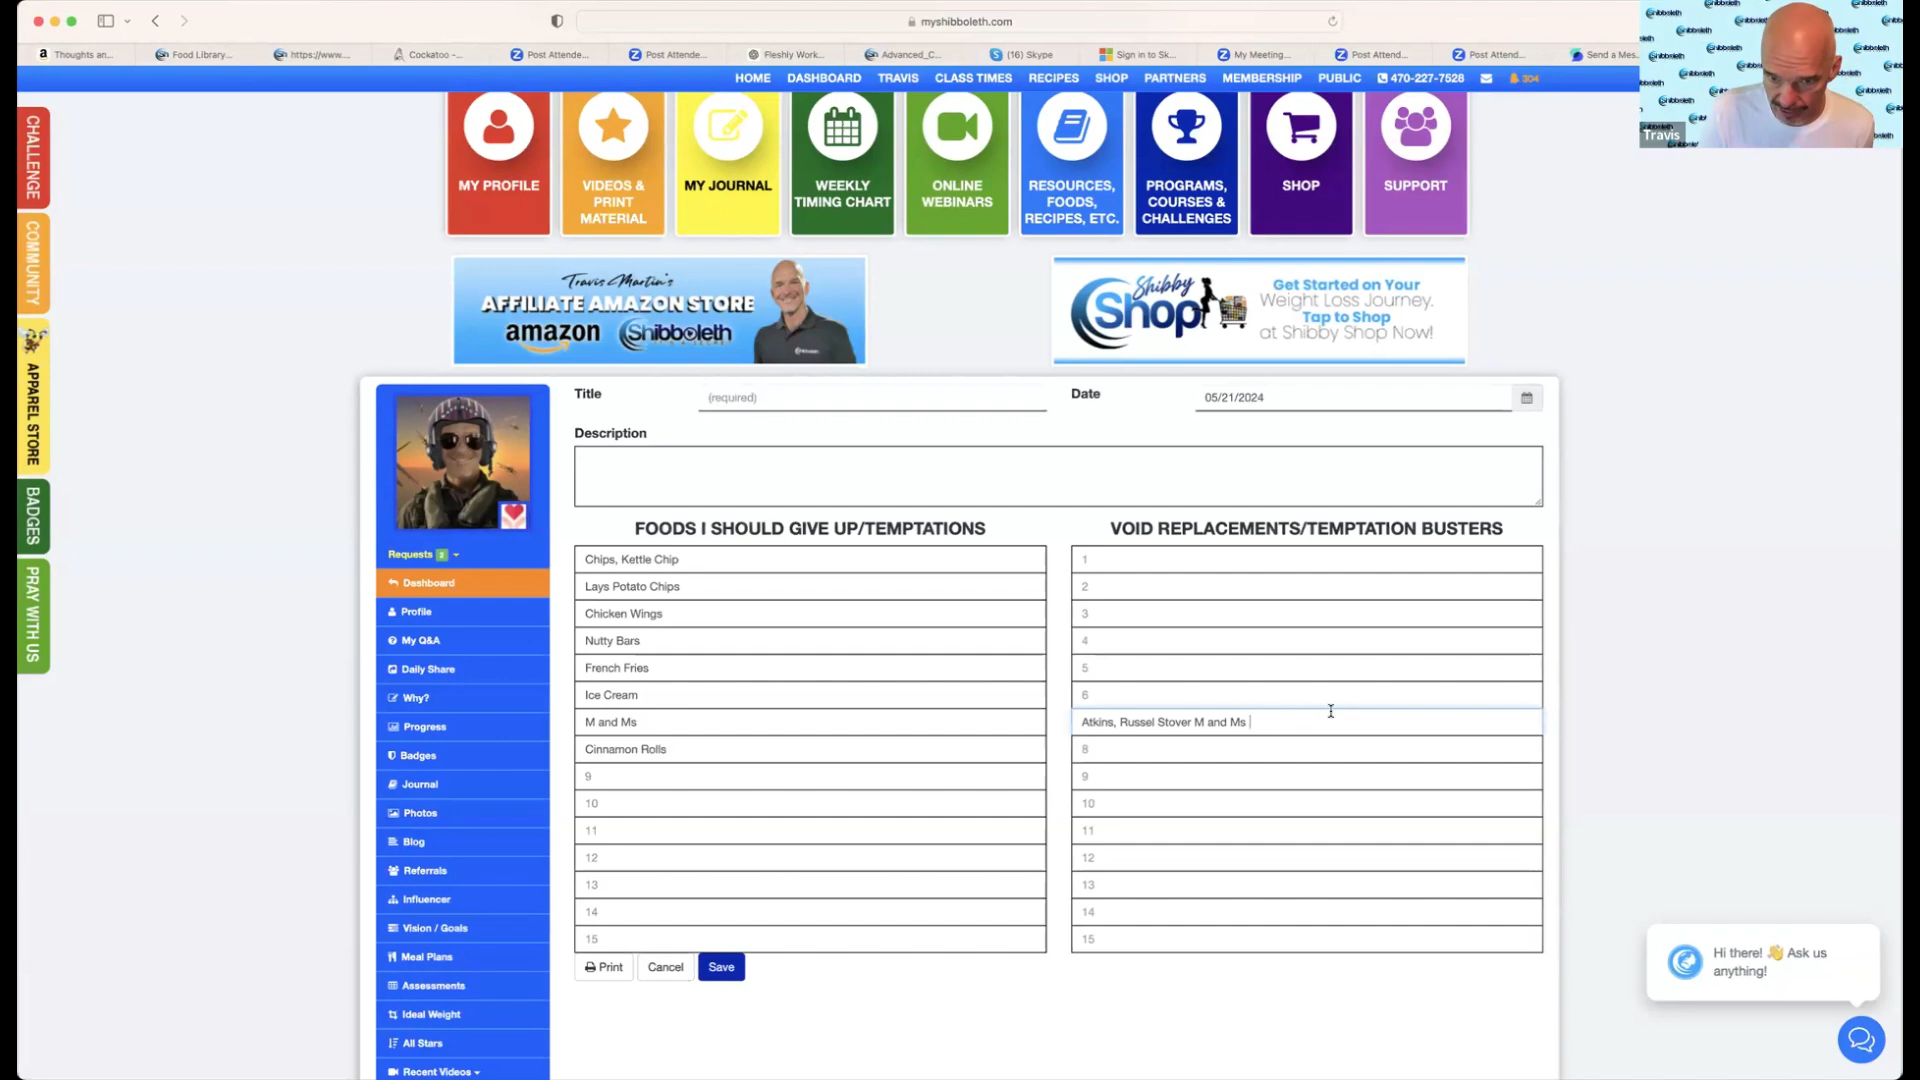 myshibboleth.com
Thoughts an...
Food Library...
https://www....
Cockatoo -...
Post Attende...
Post Attende...
Fleshly Work...
Advanced_C...
(16) Skype
Sign in to Sk...
My Meeting...
Post Attend...
Post Attend...
Send a Mes...
HOME DASHBOARD TRAVIS CLASS TIMES RECIPES SHOP PARTNERS MEMBERSHIP PUBLIC 470-227-7528 304
Travis
CHALLENGE
COMMUNITY
APPAREL STORE
BADGES
PRAY WITH US
MY PROFILE
VIDEOS &
PRINT
MATERIAL
MY JOURNAL
WEEKLY
TIMING CHART
ONLINE
WEBINARS
RESOURCES,
FOODS,
RECIPES, ETC.
PROGRAMS,
COURSES &
CHALLENGES
SHOP
SUPPORT
Travis Martin's
AFFILIATE AMAZON STORE
amazon Shibboleth
Shibby
Shop
Get Started on Your
Weight Loss Journey.
Tap to Shop
at Shibby Shop Now!
Title (required) Date 05/21/2024
Description
Requests 2
Dashboard
Profile
My Q&A
Daily Share
Why?
Progress
Badges
Journal
Photos
Blog
Referrals
Influencer
Vision / Goals
Meal Plans
Assessments
Ideal Weight
All Stars
Recent Videos
FOODS I SHOULD GIVE UP/TEMPTATIONS
Chips, Kettle Chip
Lays Potato Chips
Chicken Wings
Nutty Bars
French Fries
Ice Cream
M and Ms
Cinnamon Rolls
9
10
11
12
13
14
15
VOID REPLACEMENTS/TEMPTATION BUSTERS
1
2
3
4
5
6
Atkins, Russel Stover M and Ms
8
9
10
11
12
13
14
15
Print Cancel Save
Hi there! 👋 Ask us
anything!